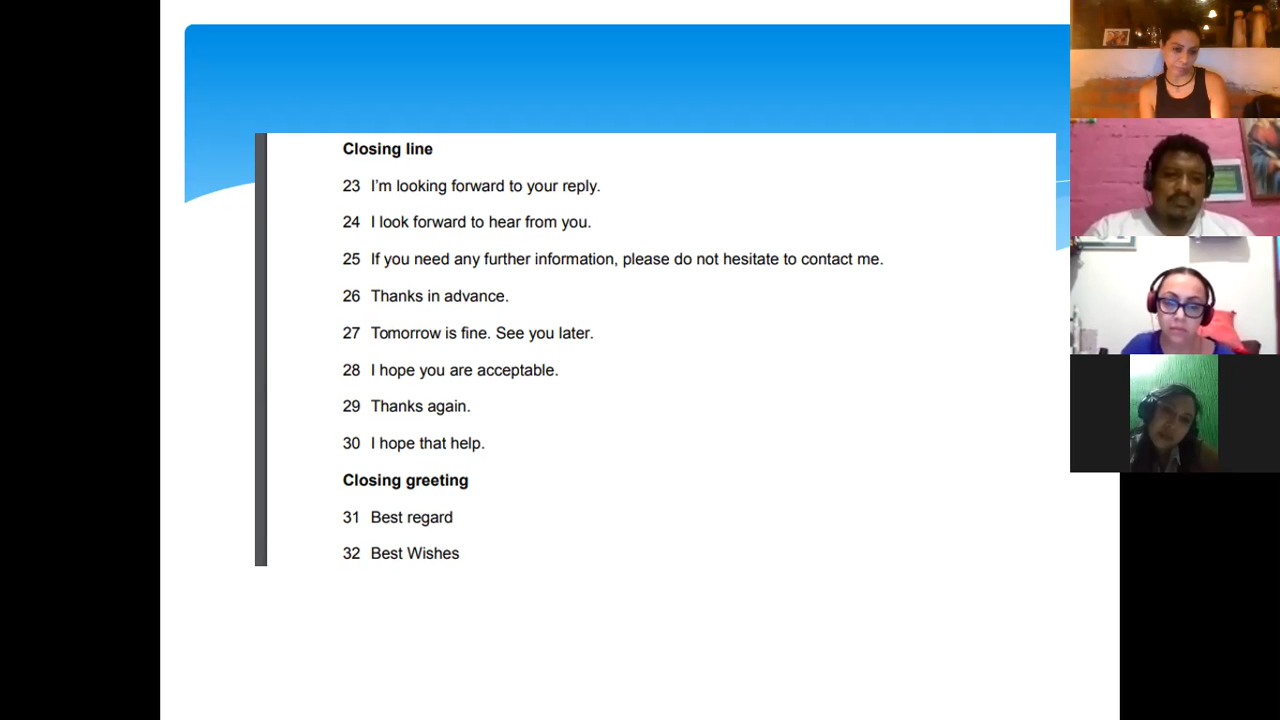 Closing line
23 I'm looking forward to your reply.
24 I look forward to hear from you.
25 If you need any further information, please do not hesitate to contact me.
26 Thanks in advance.
27 Tomorrow is fine. See you later.
28 I hope you are acceptable.
29 Thanks again.
30 I hope that help.
Closing greeting
31 Best regard
32 Best Wishes